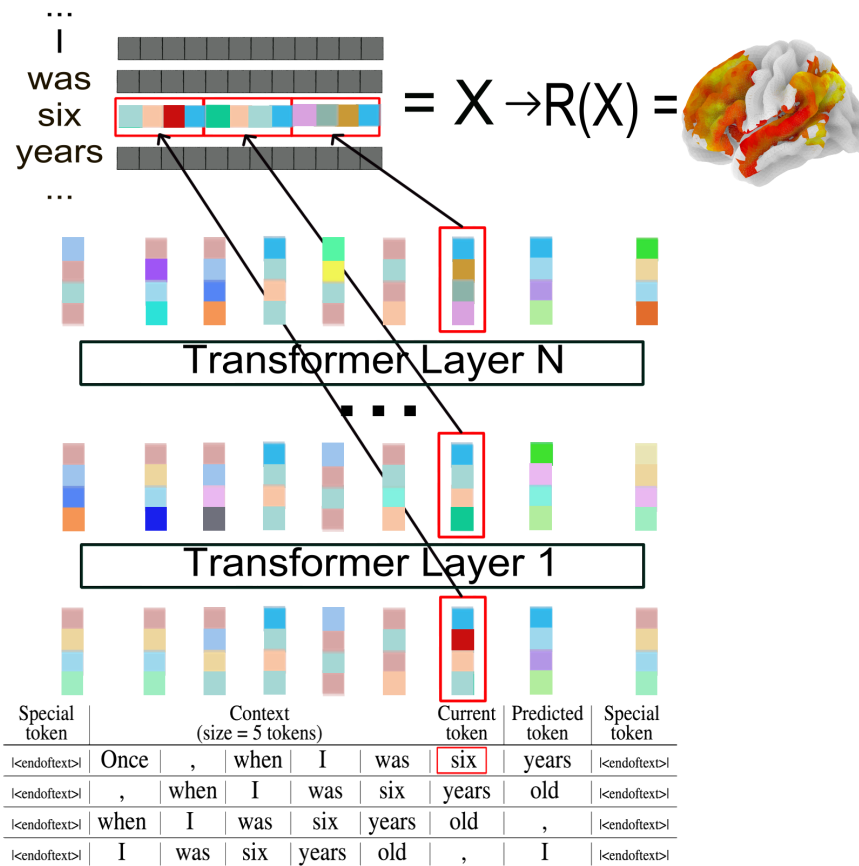 ...
I
was
six
years
...
= X → R(X) =
Transformer Layer N
...
Transformer Layer 1
Special token | Context (size = 5 tokens) | Current token | Predicted token | Special token
|<endoftext>| | Once | , | when | I | was | six | years | |<endoftext>|
|<endoftext>| | , | when | I | was | six | years | old | |<endoftext>|
|<endoftext>| | when | I | was | six | years | old | , | |<endoftext>|
|<endoftext>| | I | was | six | years | old | , | I | |<endoftext>|